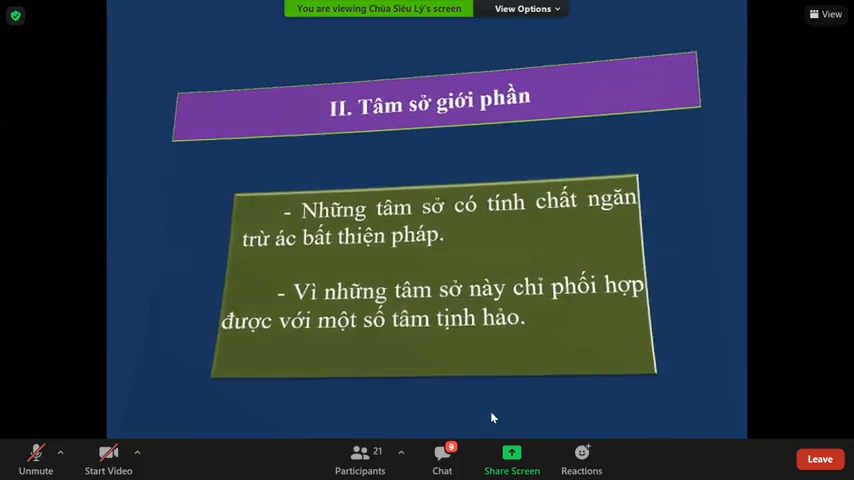 You are viewing Chùa Siêu Lý's screen
View Options
View
II. Tâm sở giới phần
- Những tâm sở có tính chất ngăn
trừ ác bất thiện pháp.
- Vì những tâm sở này chỉ phối hợp
được với một số tâm tịnh hảo.
Unmute
Start Video
21
Participants
9
Chat
Share Screen
Reactions
Leave